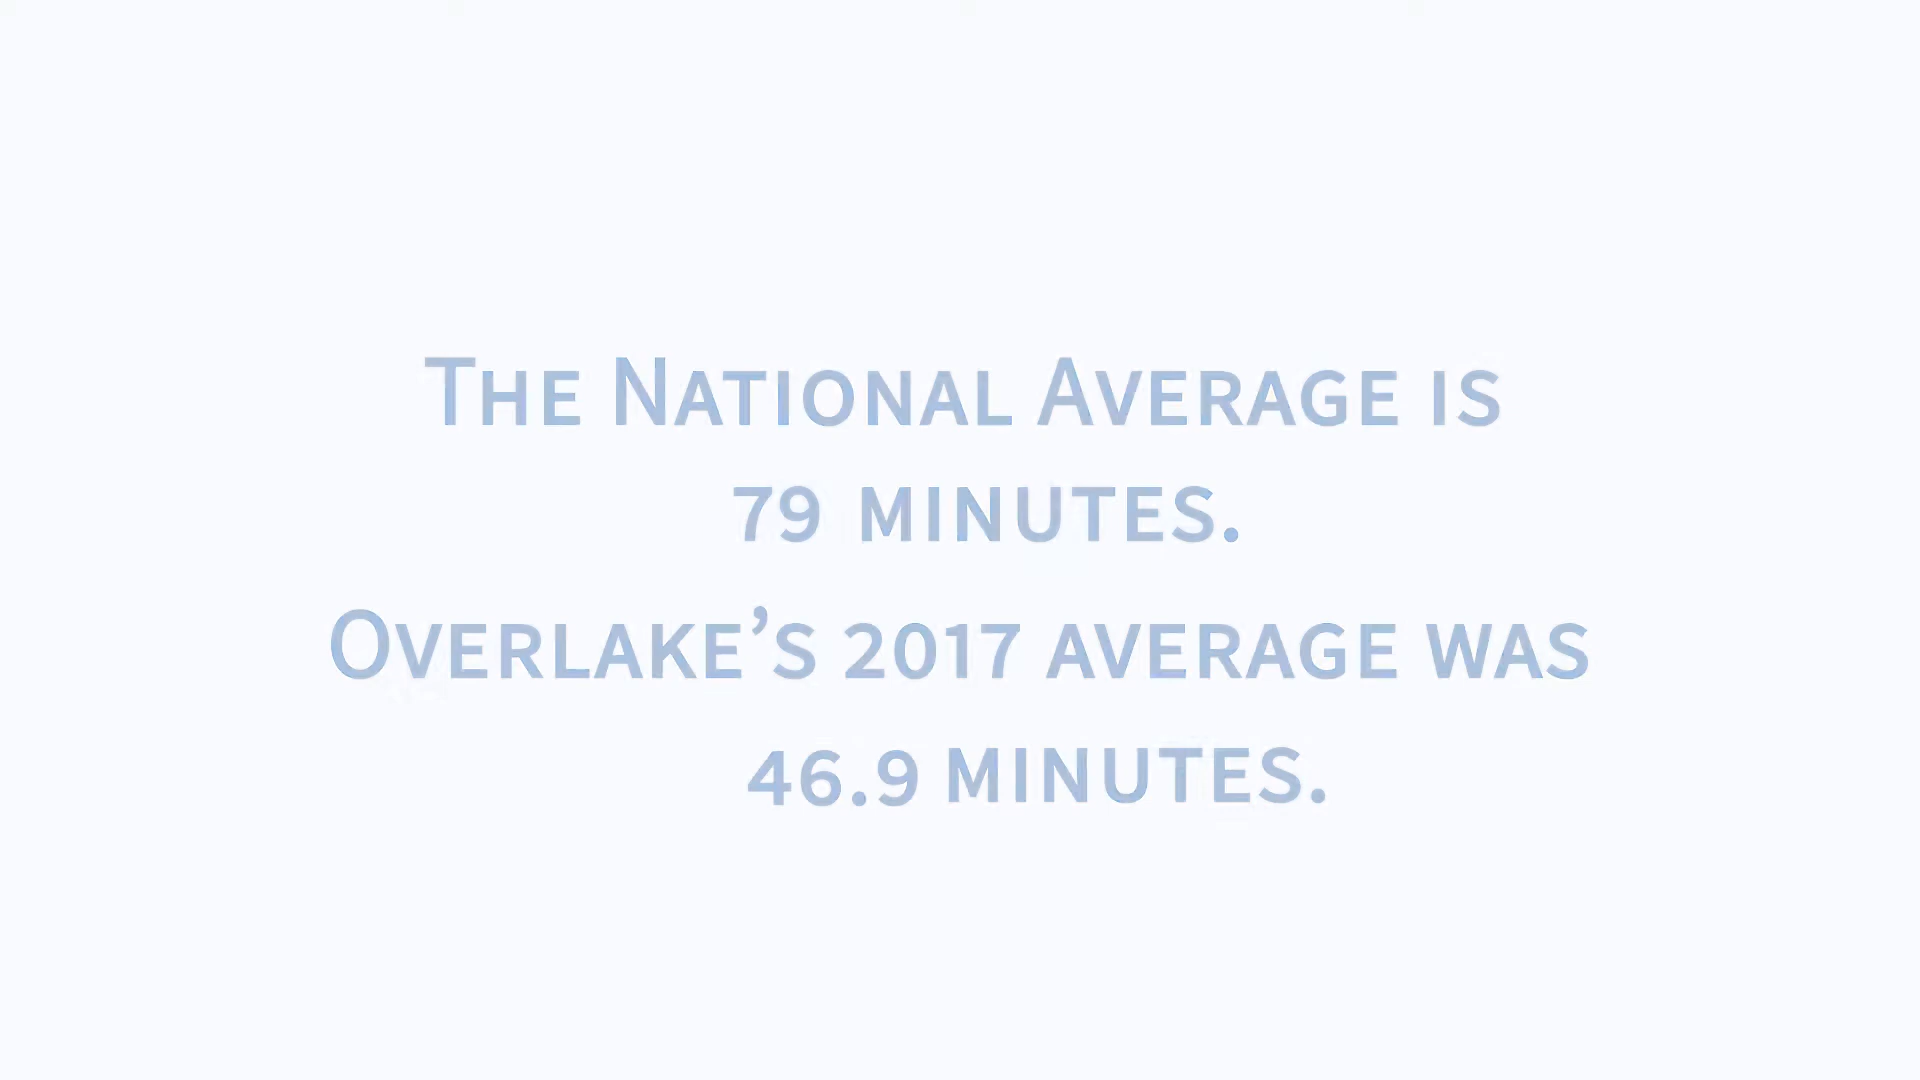 The National Average is
79 minutes.
Overlake’s 2017 average was
46.9 minutes.